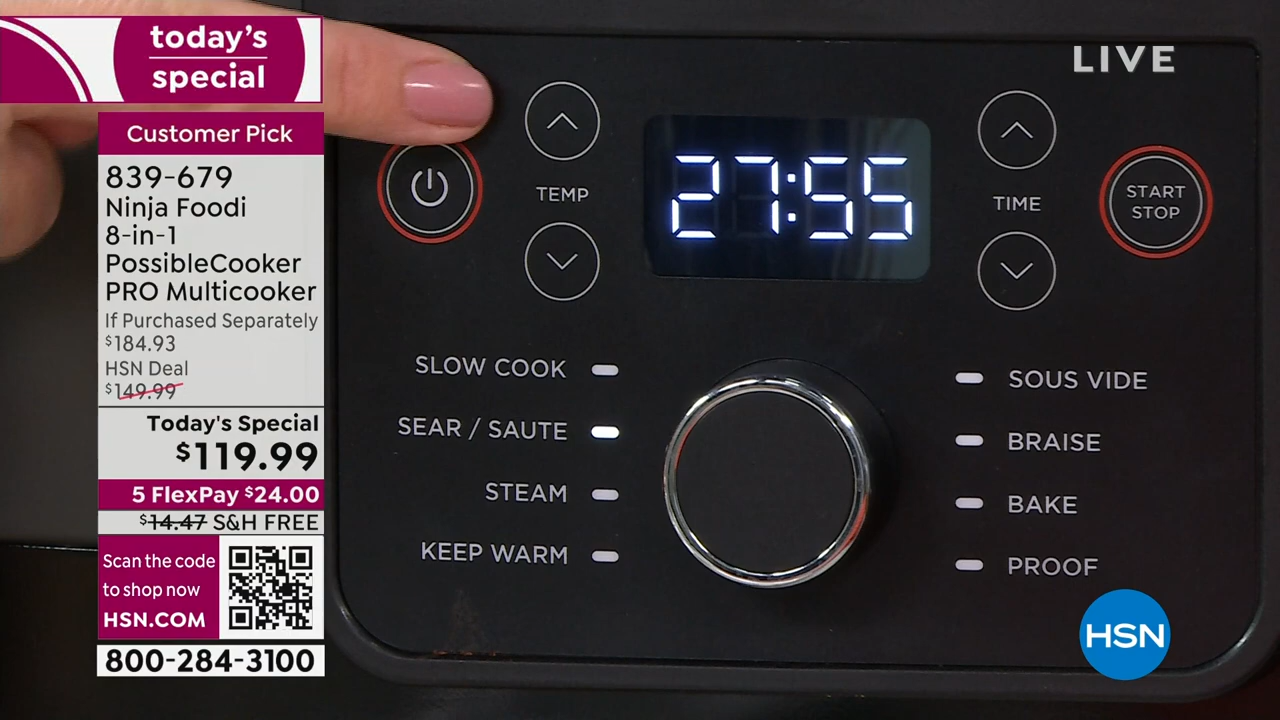 today's
special
Customer Pick
839-679
Ninja Foodi
8-in-1
PossibleCooker
PRO Multicooker
If Purchased Separately
$184.93
HSN Deal
$149.99
Today's Special
$119.99
5 FlexPay $24.00
$14.47 S&H FREE
Scan the code
to shop now
HSN.COM
800-284-3100
LIVE
TEMP
27:55
TIME
START
STOP
SLOW COOK
SEAR / SAUTE
STEAM
KEEP WARM
SOUS VIDE
BRAISE
BAKE
PROOF
HSN